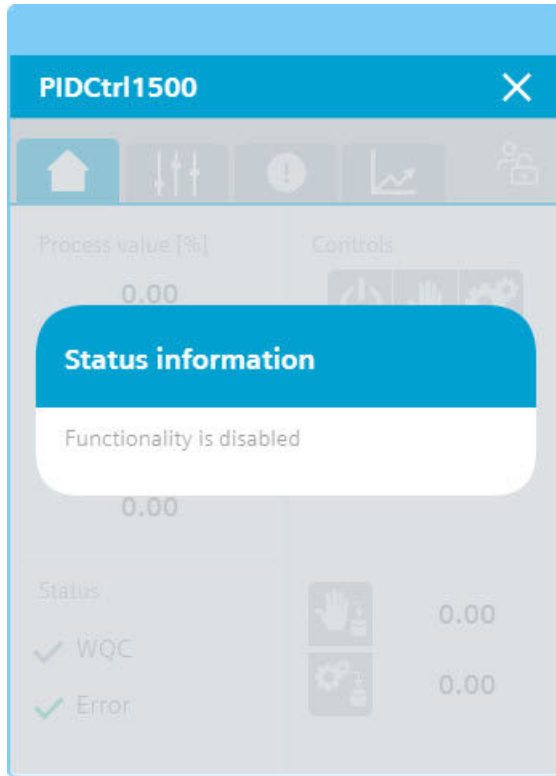 PIDCtrl1500
Process value [%]
Controls
0.00
Status information
Functionality is disabled
0.00
Status
WQC
Error
0.00
0.00